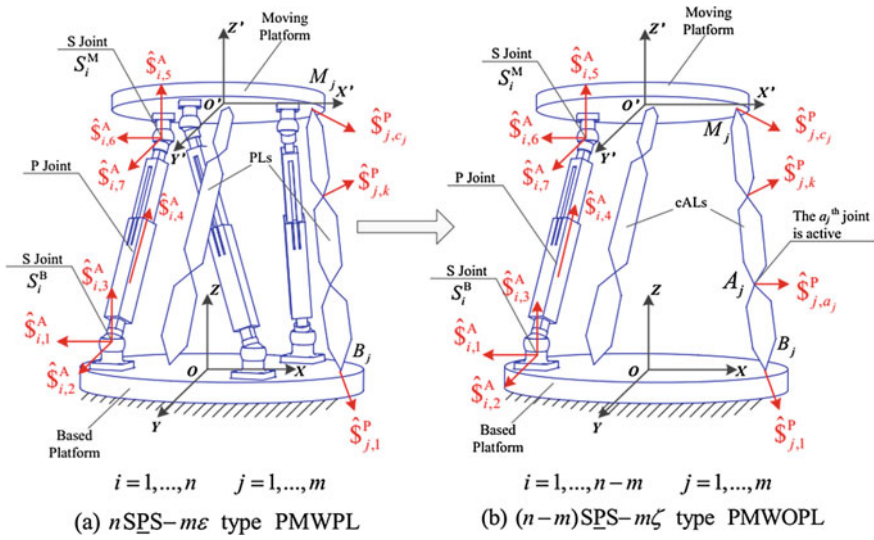 Z'
Moving
Platform
S Joint
S_i^M
$̂_{i,5}^A
M_j
O'
X'
$̂_{i,6}^A
Y'
$̂_{j,c_j}^P
$̂_{i,7}^A
P Joint
PLs
$̂_{j,k}^P
$̂_{i,4}^A
S Joint
S_i^B
$̂_{i,3}^A
Z
$̂_{i,1}^A
B_j
$̂_{i,2}^A
O
X
Y
Based
Platform
$̂_{j,1}^P
i = 1,...,n j = 1,...,m
(a) nSPS−mε type PMWPL
Z'
Moving
Platform
S Joint
S_i^M
$̂_{i,5}^A
O'
X'
M_j
$̂_{i,6}^A
Y'
$̂_{j,c_j}^P
$̂_{i,7}^A
P Joint
cALs
$̂_{j,k}^P
$̂_{i,4}^A
The a_j^th joint
is active
S Joint
S_i^B
$̂_{i,3}^A
Z
A_j
$̂_{j,a_j}^P
$̂_{i,1}^A
B_j
$̂_{i,2}^A
O
X
Y
Based
Platform
$̂_{j,1}^P
i = 1,...,n−m j = 1,...,m
(b) (n−m)SPS−mζ type PMWOPL